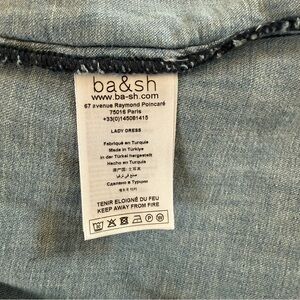 ba&sh
www.ba-sh.com
67 avenue Raymond Poincaré
75016 Paris
+33(0)145081415
LADY DRESS
Fabriqué en Turquie
Made in Türkiye
in der Türkei hergestellt
Hecho en Turquía
Сделано в Турции
TENIR ELOIGNÉ DU FEU
KEEP AWAY FROM FIRE